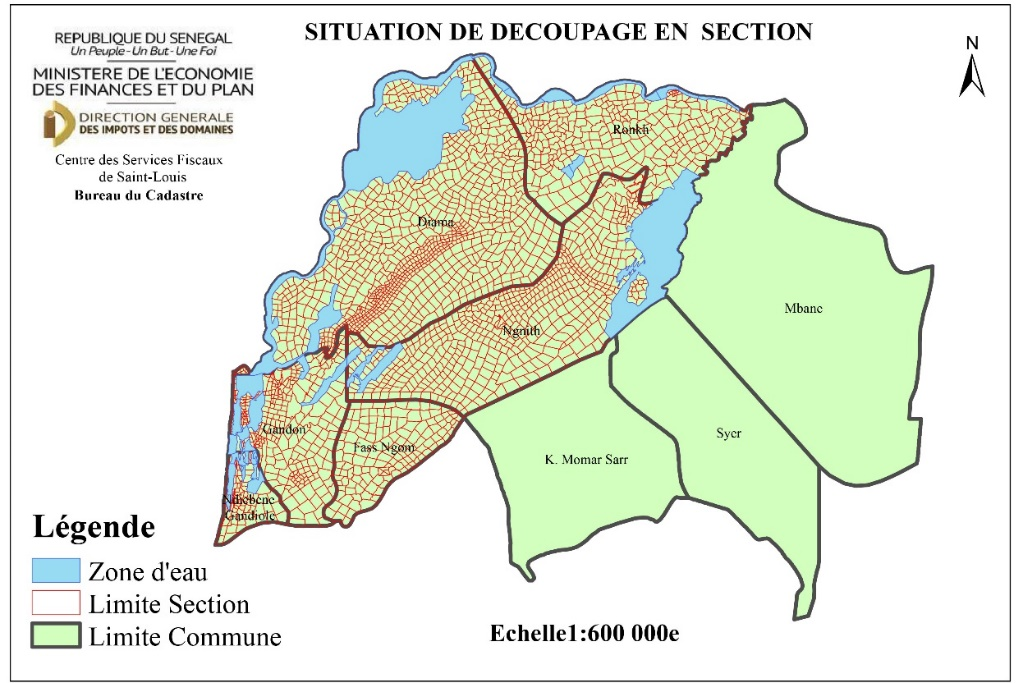 SITUATION DE DECOUPAGE EN SECTION
REPUBLIQUE DU SENEGAL
Un Peuple - Un But - Une Foi
MINISTERE DE L'ECONOMIE
DES FINANCES ET DU PLAN
DIRECTION GENERALE
DES IMPOTS ET DES DOMAINES
Centre des Services Fiscaux
de Saint-Louis
Bureau du Cadastre
N
Ronkh
Diama
Mbane
Ngnith
Gandon
Fass Ngom
Syer
K. Momar Sarr
Ndiebene
Gandiole
Légende
Zone d'eau
Limite Section
Limite Commune
Echelle1:600 000e